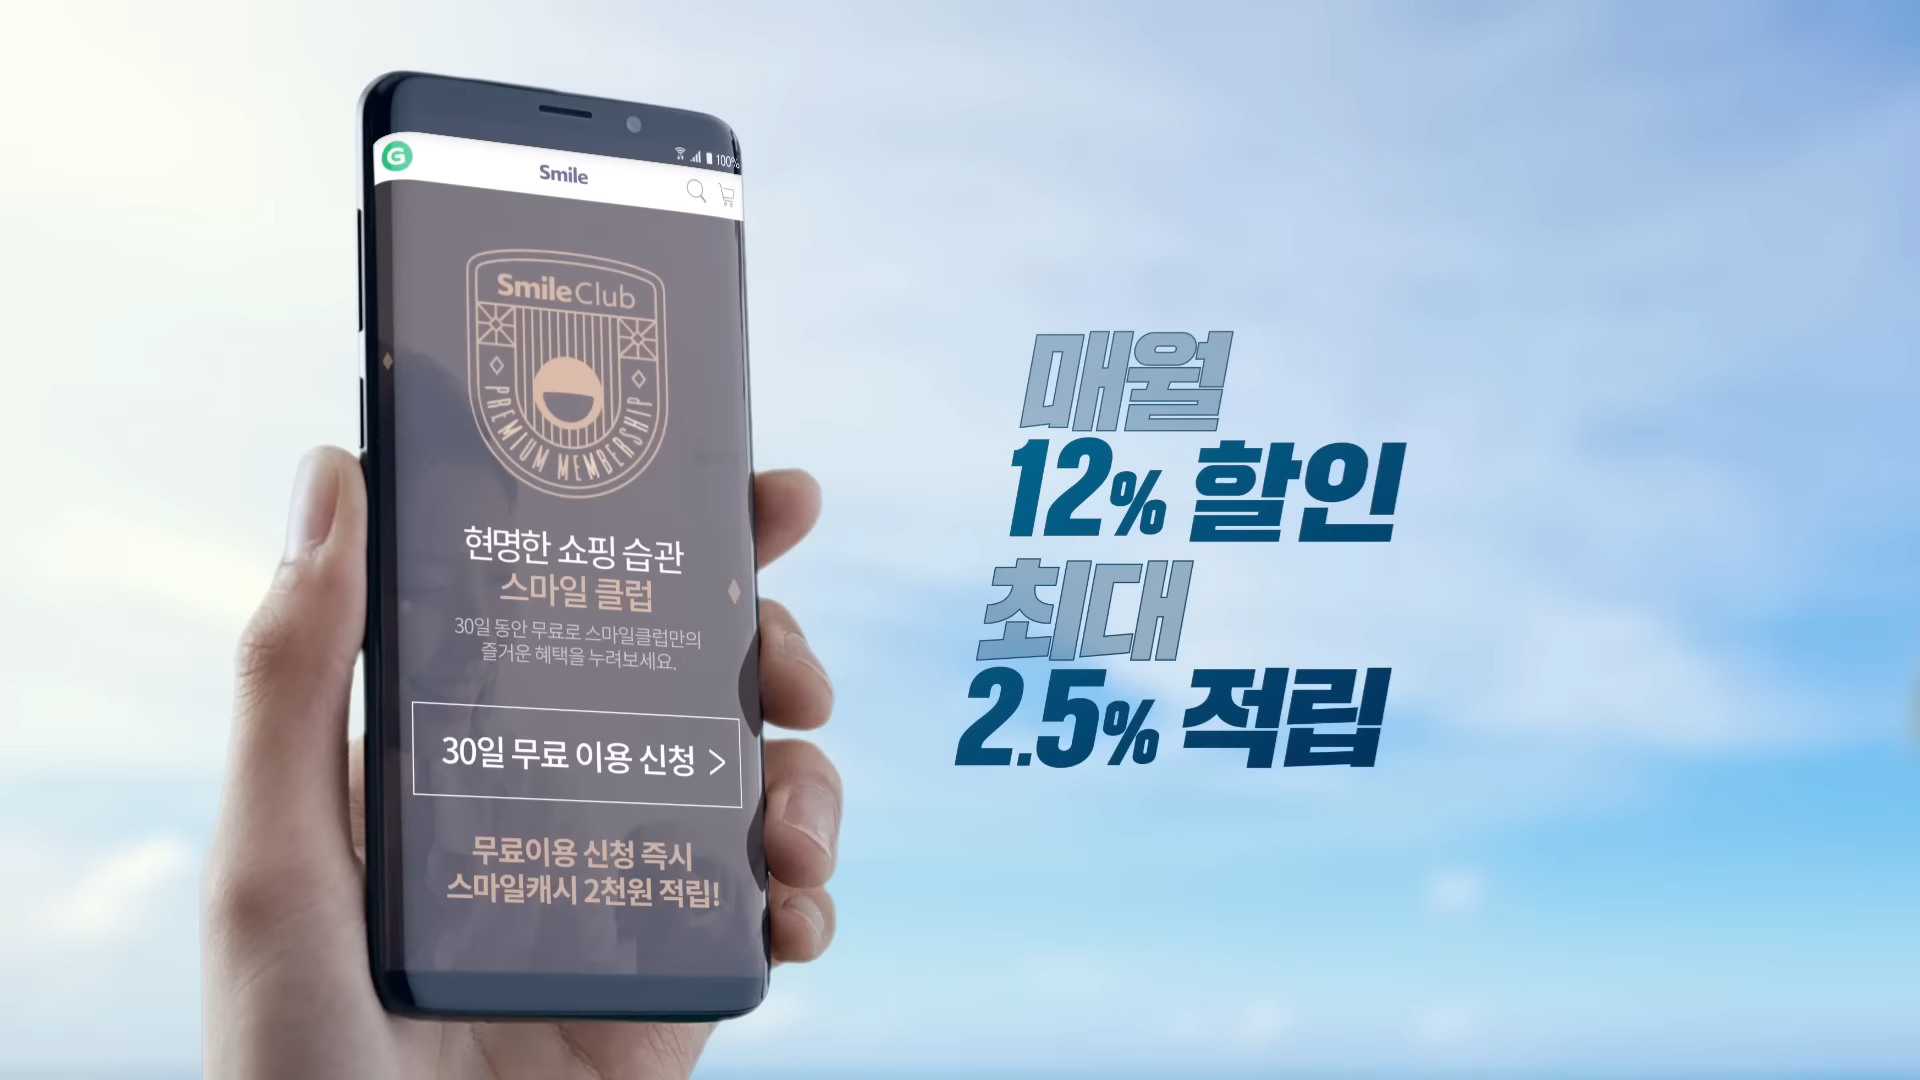 G
100%
Smile
SmileClub
PREMIUM MEMBERSHIP
현명한 쇼핑 습관
스마일 클럽
30일 동안 무료로 스마일클럽만의
즐거운 혜택을 누려보세요.
30일 무료 이용 신청 >
무료이용 신청 즉시
스마일캐시 2천원 적립!
매월
12% 할인
최대
2.5% 적립